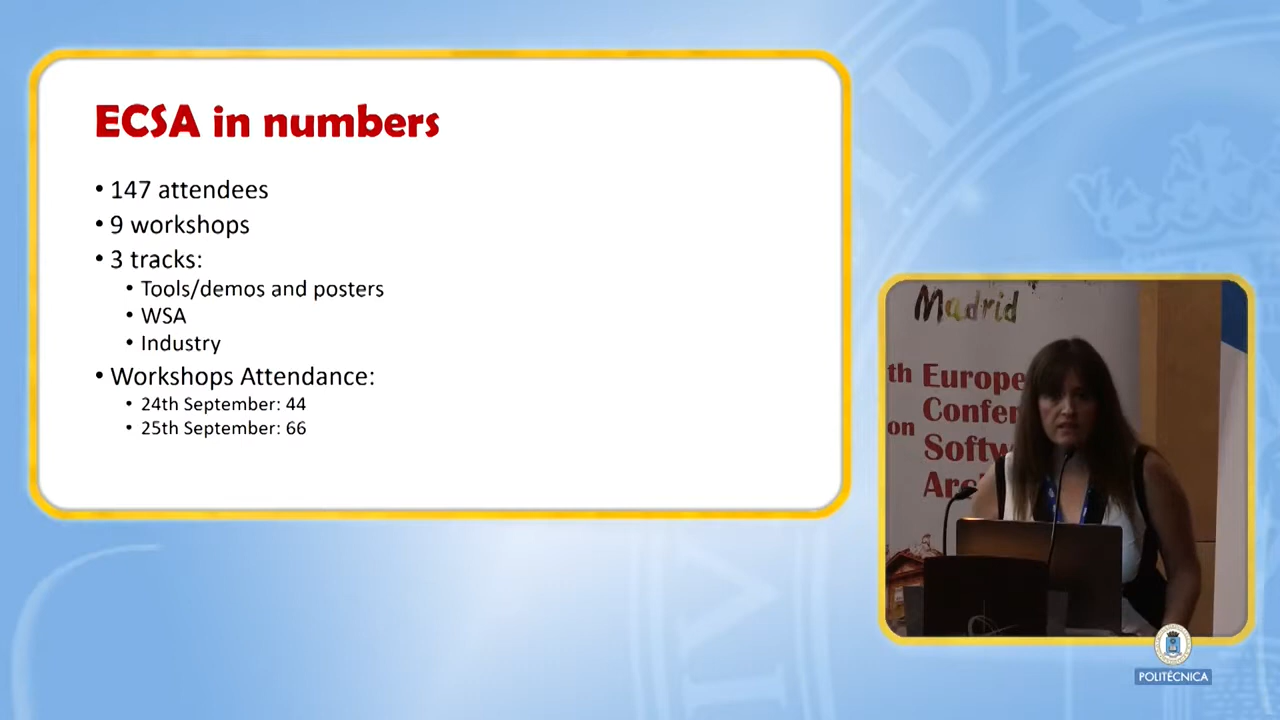 ECSA in numbers
• 147 attendees
• 9 workshops
• 3 tracks:
• Tools/demos and posters
• WSA
• Industry
• Workshops Attendance:
• 24th September: 44
• 25th September: 66
Madrid
th Europe
Confer
on
Softw
Arc
POLITÉCNICA